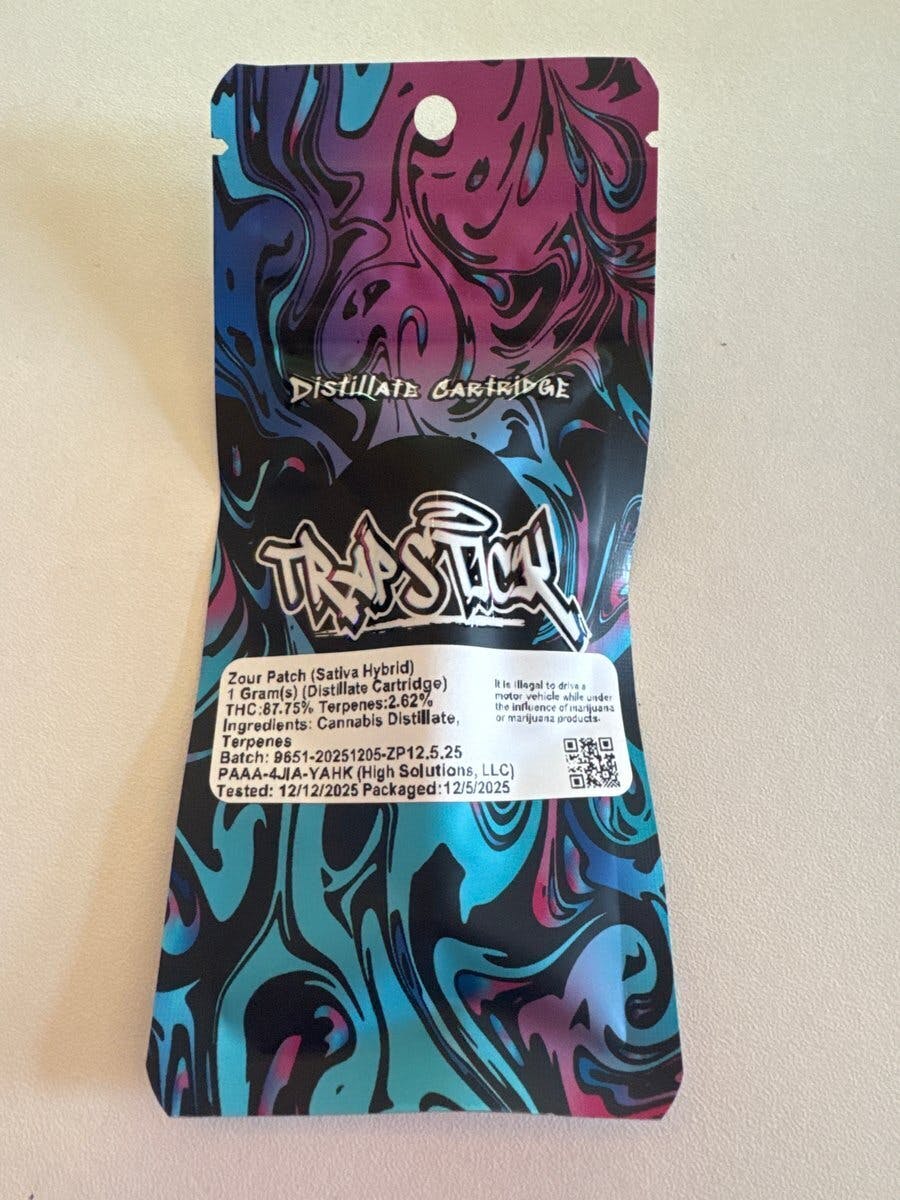 Distillate Cartridge
TRAPSTICK
Zour Patch (Sativa Hybrid)
1 Gram(s) (Distillate Cartridge)
THC:87.75% Terpenes:2.62%
Ingredients: Cannabis Distillate,
Terpenes
Batch: 9651-20251205-ZP12.5.25
PAAA-4JIA-YAHK (High Solutions, LLC)
Tested: 12/12/2025 Packaged:12/5/2025
It is illegal to drive a
motor vehicle while under
the influence of marijuana
or marijuana products.